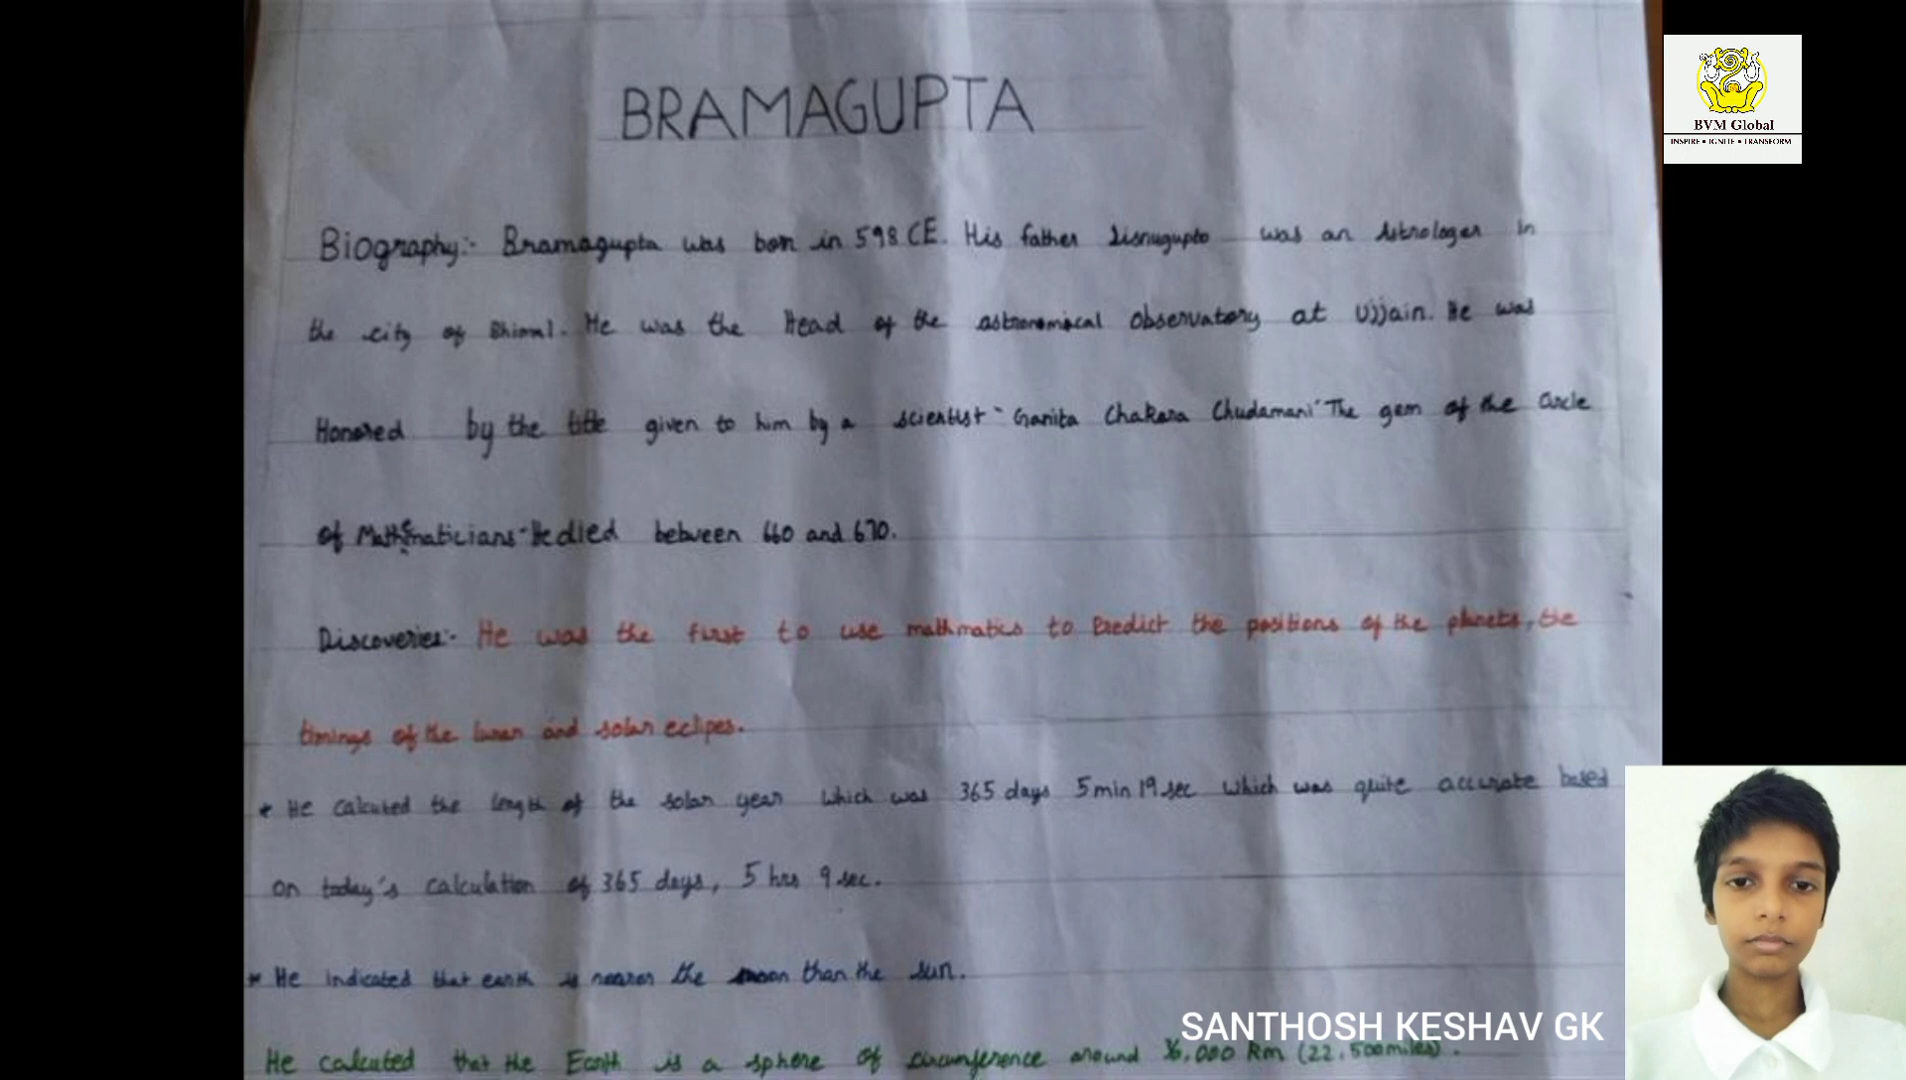 BRAMAGUPTA
BVM Global
INSPIRE • IGNITE • TRANSFORM
Biography:- Bramagupta was born in 598 CE. His father Jisnugupto was an Astrologer in
the city of Bhinmal. He was the Head of the astronomical observatory at Ujjain. He was
Honored by the title given to him by a scientist "Ganita Chakara Chudamani" The gem of the circle
of Mathematicians - He died between 660 and 670.
Discoveries:- He was the first to use mathmatics to Predict the positions of the planets, the
timings of the lunar and solar eclipes.
* He calcuted the length of the solar year which was 365 days 5 min 19 sec which was quite accurate based
on today's calculation of 365 days, 5 hrs 9 sec.
* He indicated that earth is nearer the moon than the sun.
SANTHOSH KESHAV GK
He calcuted that the Earth is a sphere of circumference around 36,000 km (22,500 miles).